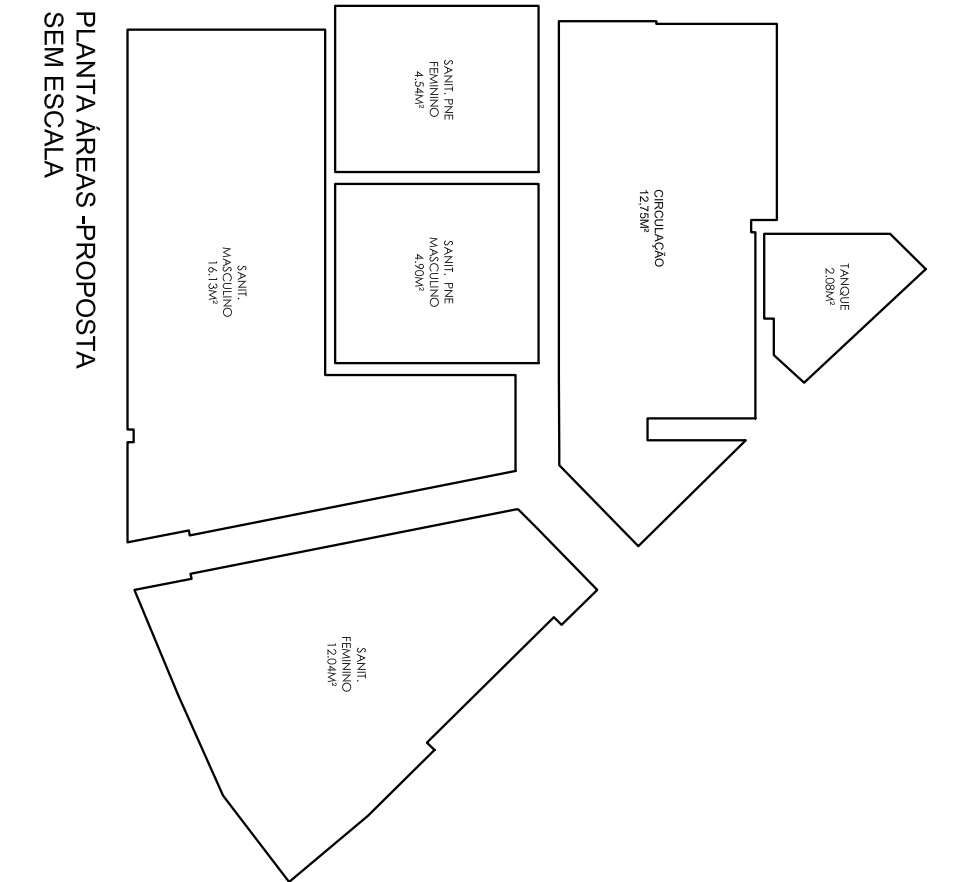 PLANTA ÁREAS -PROPOSTA
SEM ESCALA
SANIT. PNE
FEMININO
4.54M²
SANIT. PNE
MASCULINO
4.90M²
CIRCULAÇÃO
12,75M²
TANQUE
2.08M²
SANIT.
MASCULINO
16.13M²
SANIT.
FEMININO
12.04M²